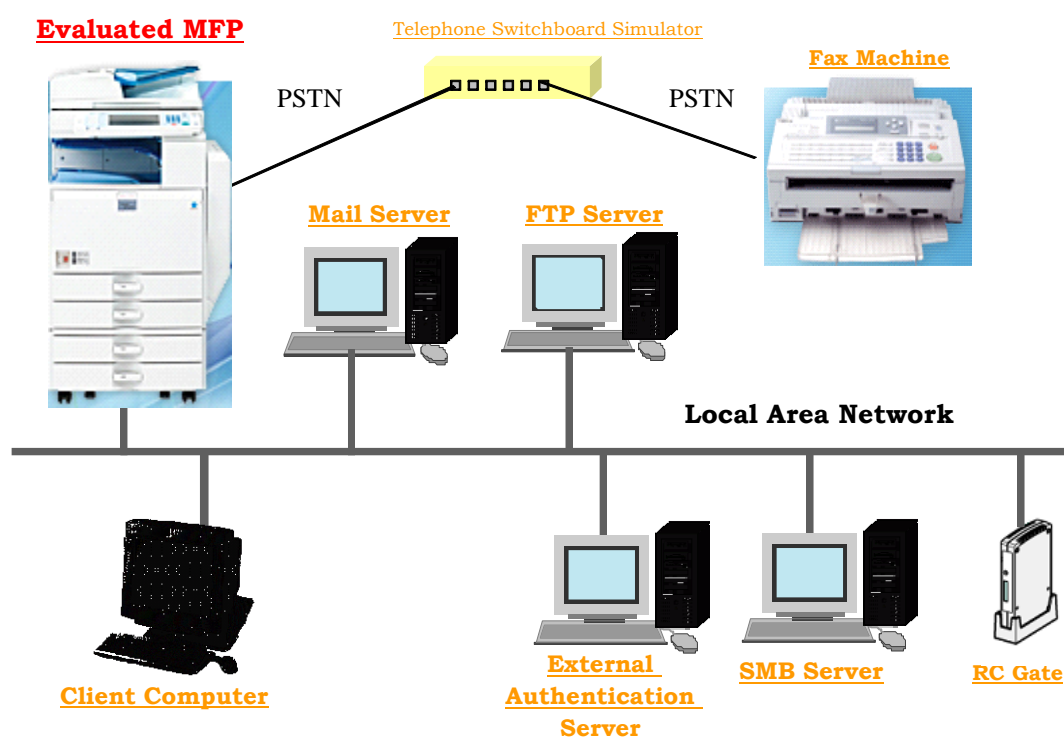 Evaluated MFP
Telephone Switchboard Simulator
Fax Machine
PSTN
PSTN
Mail Server
FTP Server
Local Area Network
Client Computer
External
Authentication
Server
SMB Server
RC Gate